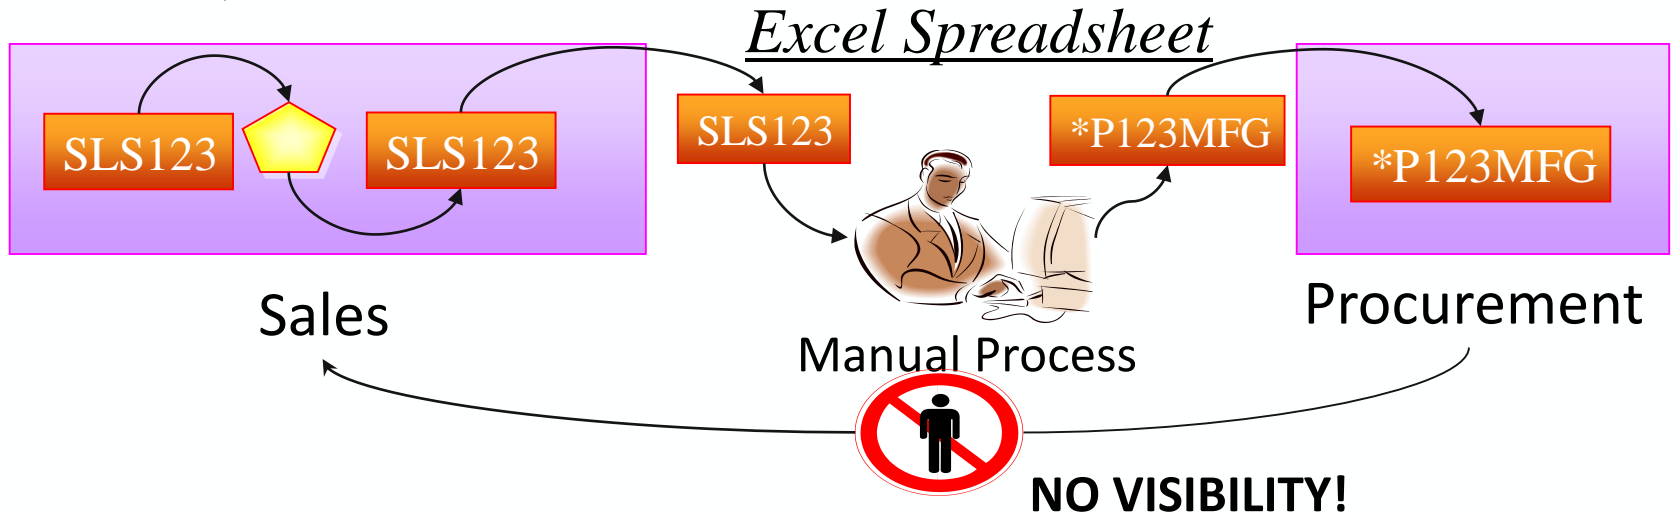 Excel Spreadsheet
SLS123
SLS123
SLS123
*P123MFG
*P123MFG
Sales
Manual Process
Procurement
NO VISIBILITY!